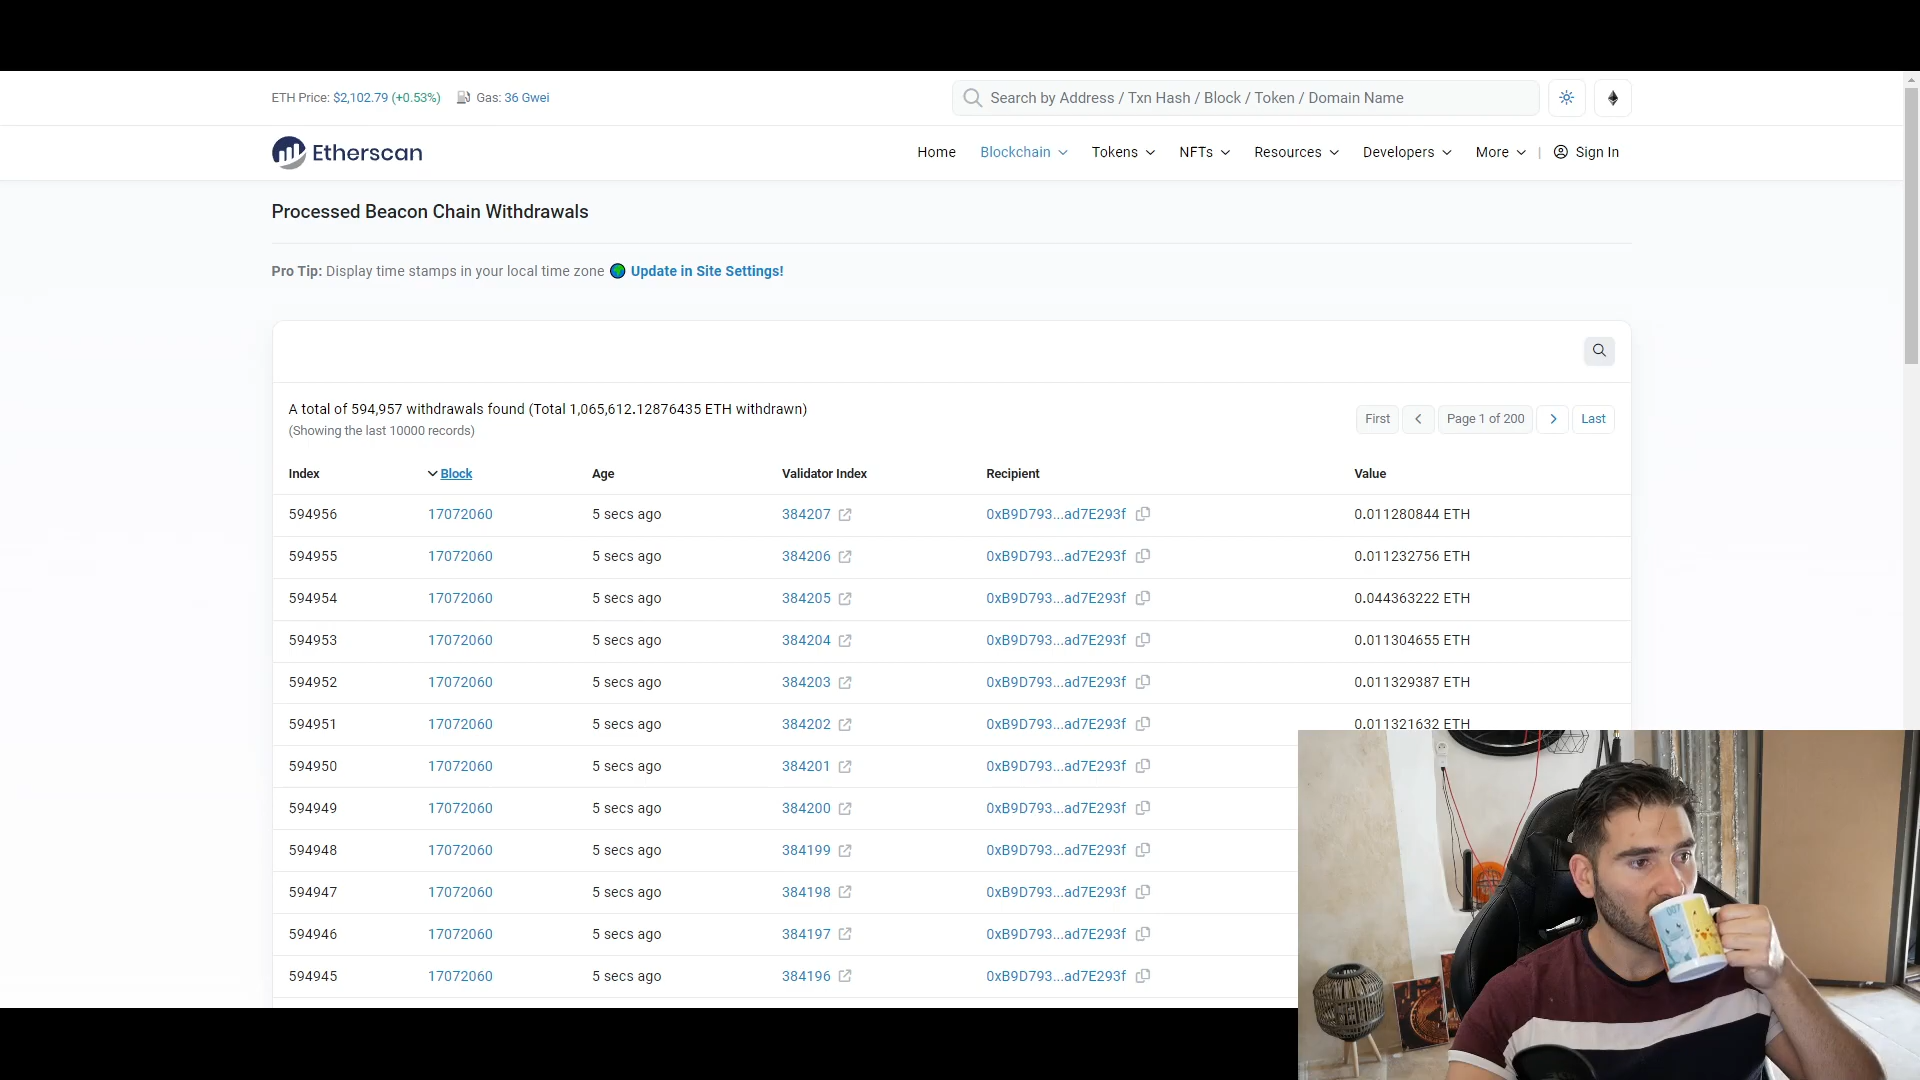 ETH Price: $2,102.79 (+0.53%) Gas: 36 Gwei
Search by Address / Txn Hash / Block / Token / Domain Name
Etherscan
Home Blockchain Tokens NFTs Resources Developers More | Sign In
Processed Beacon Chain Withdrawals
Pro Tip: Display time stamps in your local time zone Update in Site Settings!
A total of 594,957 withdrawals found (Total 1,065,612.12876435 ETH withdrawn)
(Showing the last 10000 records)
First Page 1 of 200 Last
Index Block Age Validator Index Recipient Value
594956 17072060 5 secs ago 384207 0xB9D793...ad7E293f 0.011280844 ETH
594955 17072060 5 secs ago 384206 0xB9D793...ad7E293f 0.011232756 ETH
594954 17072060 5 secs ago 384205 0xB9D793...ad7E293f 0.044363222 ETH
594953 17072060 5 secs ago 384204 0xB9D793...ad7E293f 0.011304655 ETH
594952 17072060 5 secs ago 384203 0xB9D793...ad7E293f 0.011329387 ETH
594951 17072060 5 secs ago 384202 0xB9D793...ad7E293f 0.011321632 ETH
594950 17072060 5 secs ago 384201 0xB9D793...ad7E293f
594949 17072060 5 secs ago 384200 0xB9D793...ad7E293f
594948 17072060 5 secs ago 384199 0xB9D793...ad7E293f
594947 17072060 5 secs ago 384198 0xB9D793...ad7E293f
594946 17072060 5 secs ago 384197 0xB9D793...ad7E293f
594945 17072060 5 secs ago 384196 0xB9D793...ad7E293f
007